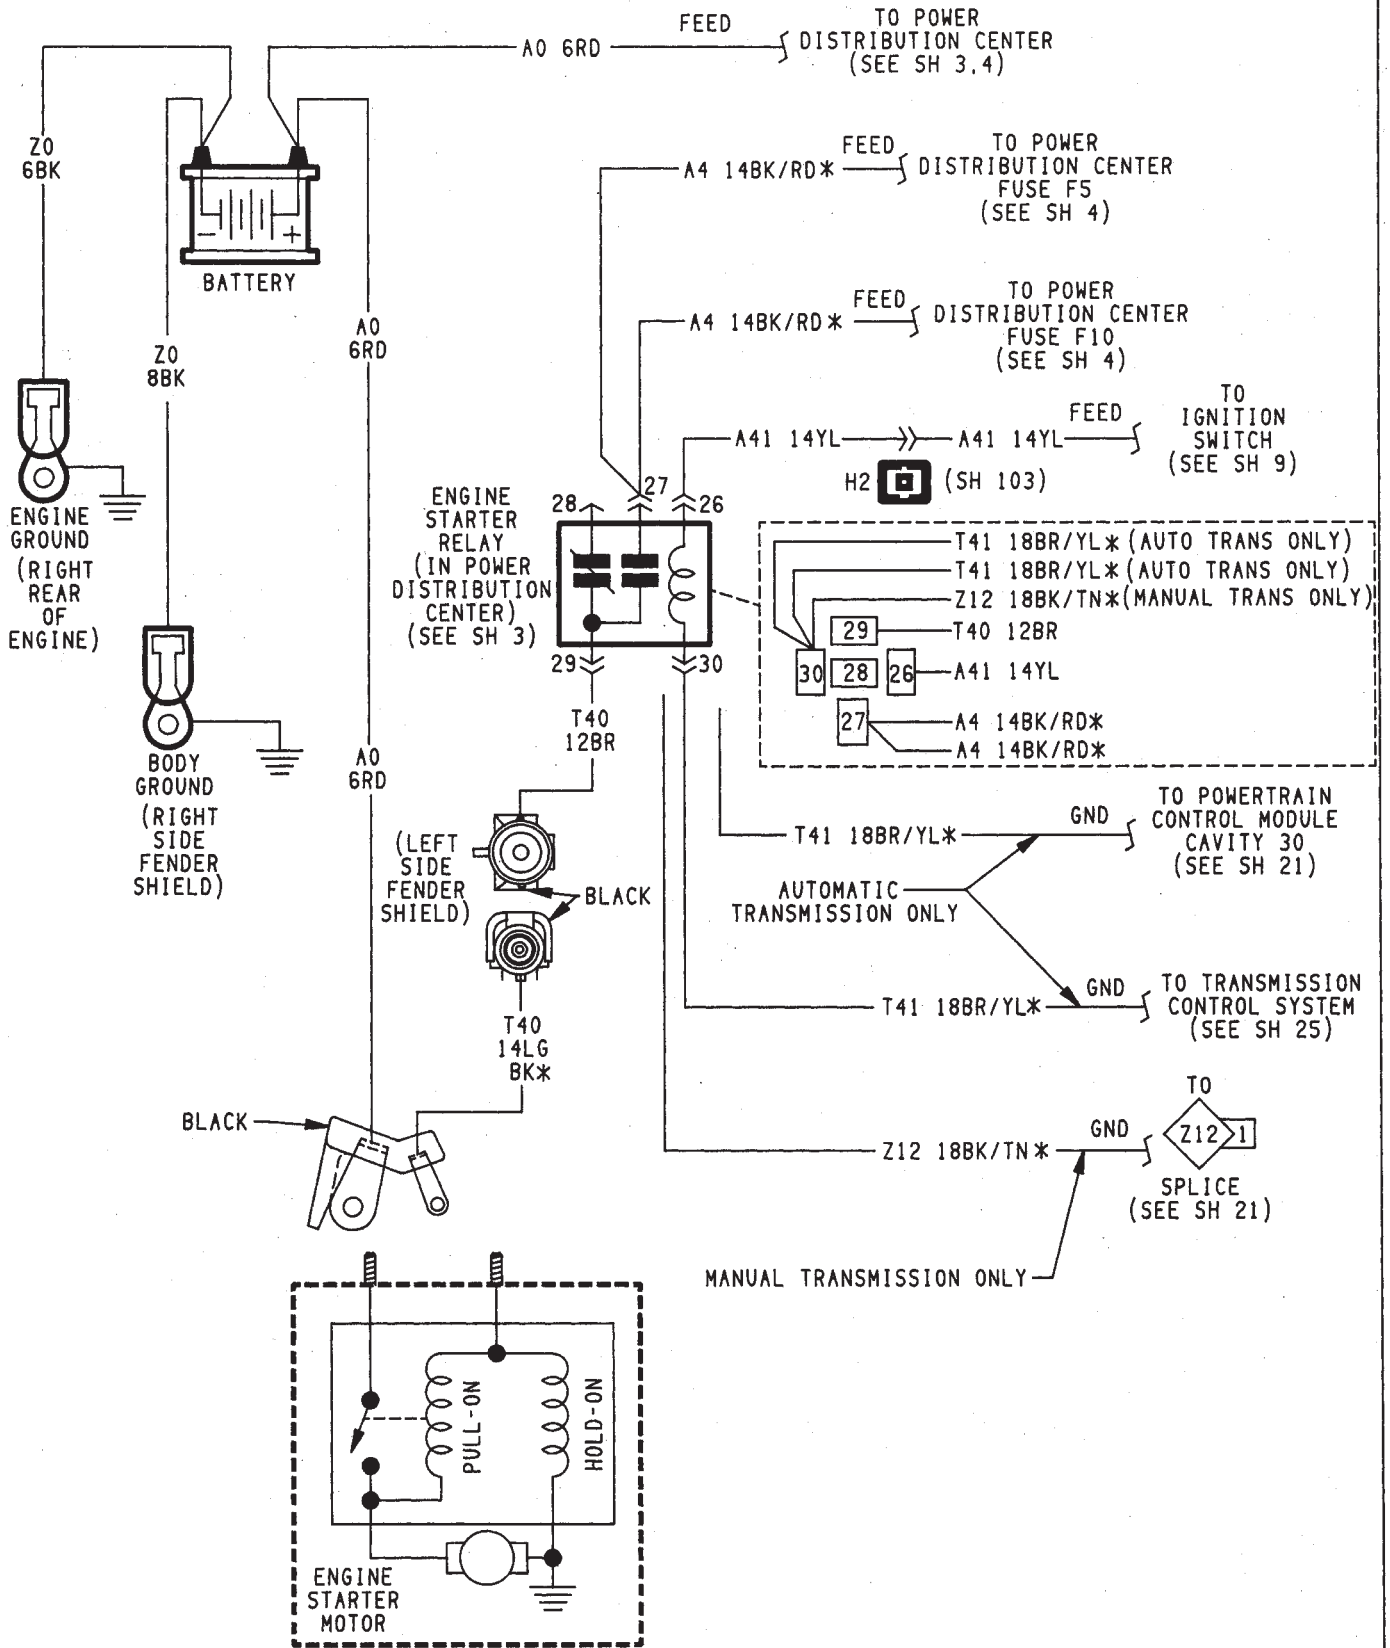 FEED
TO POWER
DISTRIBUTION CENTER
(SEE SH 3,4)
A0 6RD
Z0
6BK
FEED
TO POWER
DISTRIBUTION CENTER
FUSE F5
(SEE SH 4)
A4 14BK/RD*
− +
BATTERY
A0
6RD
Z0
8BK
FEED
TO POWER
DISTRIBUTION CENTER
FUSE F10
(SEE SH 4)
A4 14BK/RD*
FEED
TO
IGNITION
SWITCH
(SEE SH 9)
A41 14YL
A41 14YL
H2
(SH 103)
ENGINE
GROUND
(RIGHT
REAR
OF
ENGINE)
ENGINE
STARTER
RELAY
(IN POWER
DISTRIBUTION
CENTER)
(SEE SH 3)
28
27
26
29
30
T41 18BR/YL* (AUTO TRANS ONLY)
T41 18BR/YL* (AUTO TRANS ONLY)
Z12 18BK/TN* (MANUAL TRANS ONLY)
29
T40 12BR
30
28
26
A41 14YL
27
A4 14BK/RD*
A4 14BK/RD*
BODY
GROUND
(RIGHT
SIDE
FENDER
SHIELD)
A0
6RD
T40
12BR
(LEFT
SIDE
FENDER
SHIELD)
BLACK
T41 18BR/YL*
GND
TO POWERTRAIN
CONTROL MODULE
CAVITY 30
(SEE SH 21)
AUTOMATIC
TRANSMISSION ONLY
T41 18BR/YL*
GND
TO TRANSMISSION
CONTROL SYSTEM
(SEE SH 25)
T40
14LG
BK*
BLACK
Z12 18BK/TN*
GND
TO
Z12
1
SPLICE
(SEE SH 21)
MANUAL TRANSMISSION ONLY
PULL-ON
HOLD-ON
ENGINE
STARTER
MOTOR